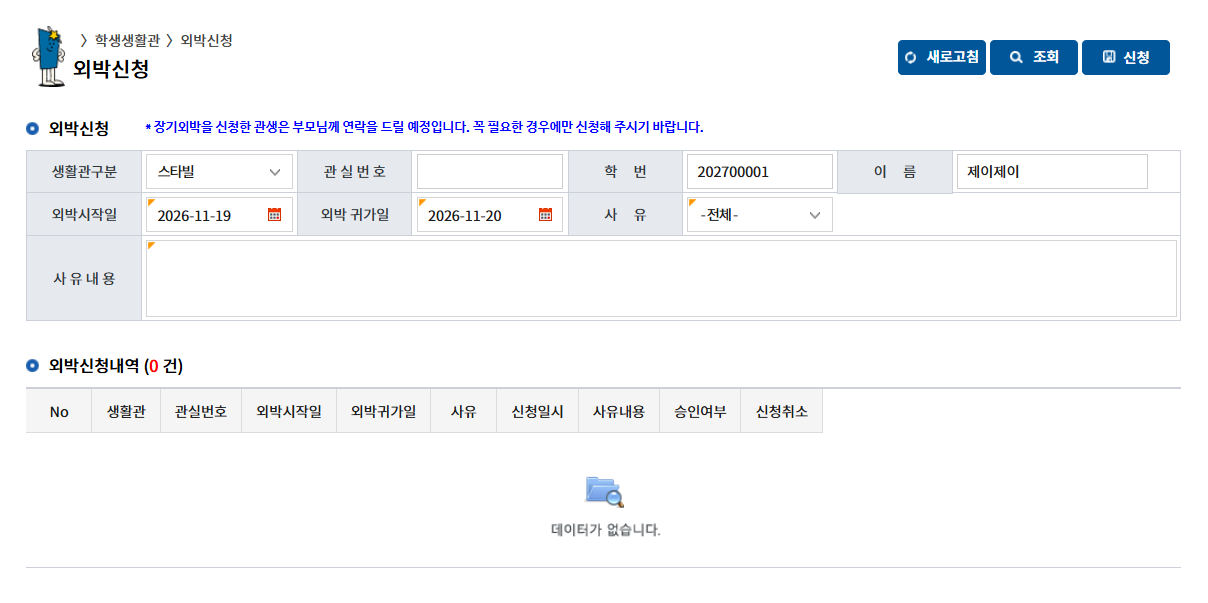 〉 학생생활관 〉 외박신청
외박신청
새로고침 조회 신청
외박신청 * 장기외박을 신청한 관생은 부모님께 연락을 드릴 예정입니다. 꼭 필요한 경우에만 신청해 주시기 바랍니다.
생활관구분 스타빌 관 실 번 호 학 번 202700001 이 름 제이제이
외박시작일 2026-11-19 외박 귀가일 2026-11-20 사 유 -전체-
사 유 내 용
외박신청내역 (0 건)
No 생활관 관실번호 외박시작일 외박귀가일 사유 신청일시 사유내용 승인여부 신청취소
데이터가 없습니다.